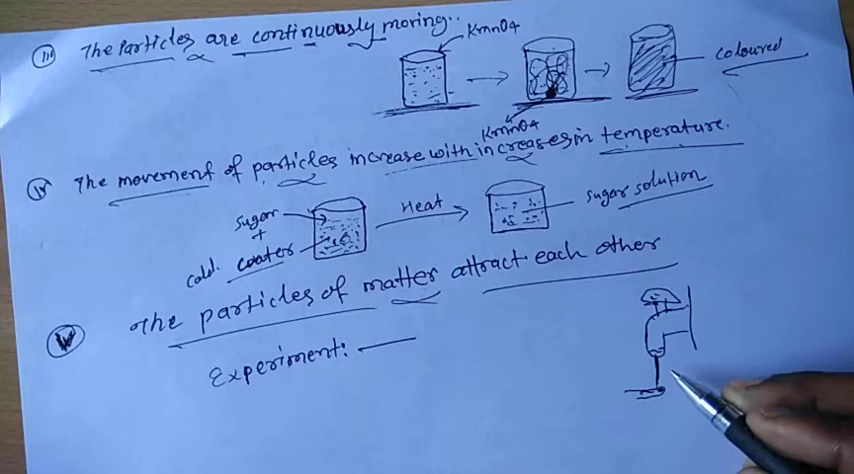 (iii) The Particles are continuously moving..
KmnO4
KmnO4
coloured
(iv) The movement of particles increase with increases in temperature.
sugar
+
cold. water
Heat
sugar solution
(v) The particles of matter attract each other
Experiment: —